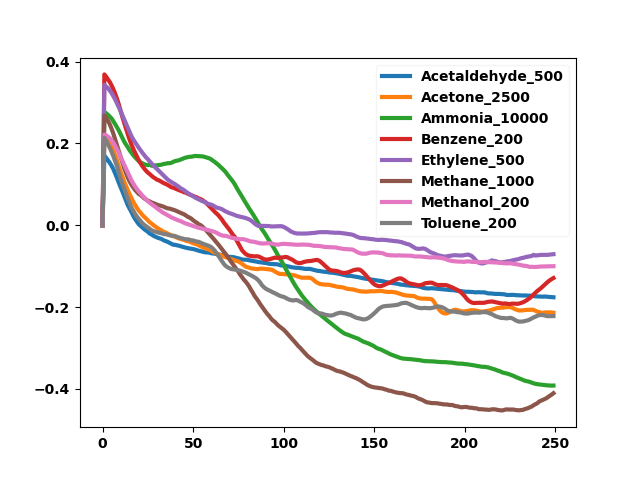 0.4
0.2
0.0
−0.2
−0.4
0
50
100
150
200
250
Acetaldehyde_500
Acetone_2500
Ammonia_10000
Benzene_200
Ethylene_500
Methane_1000
Methanol_200
Toluene_200